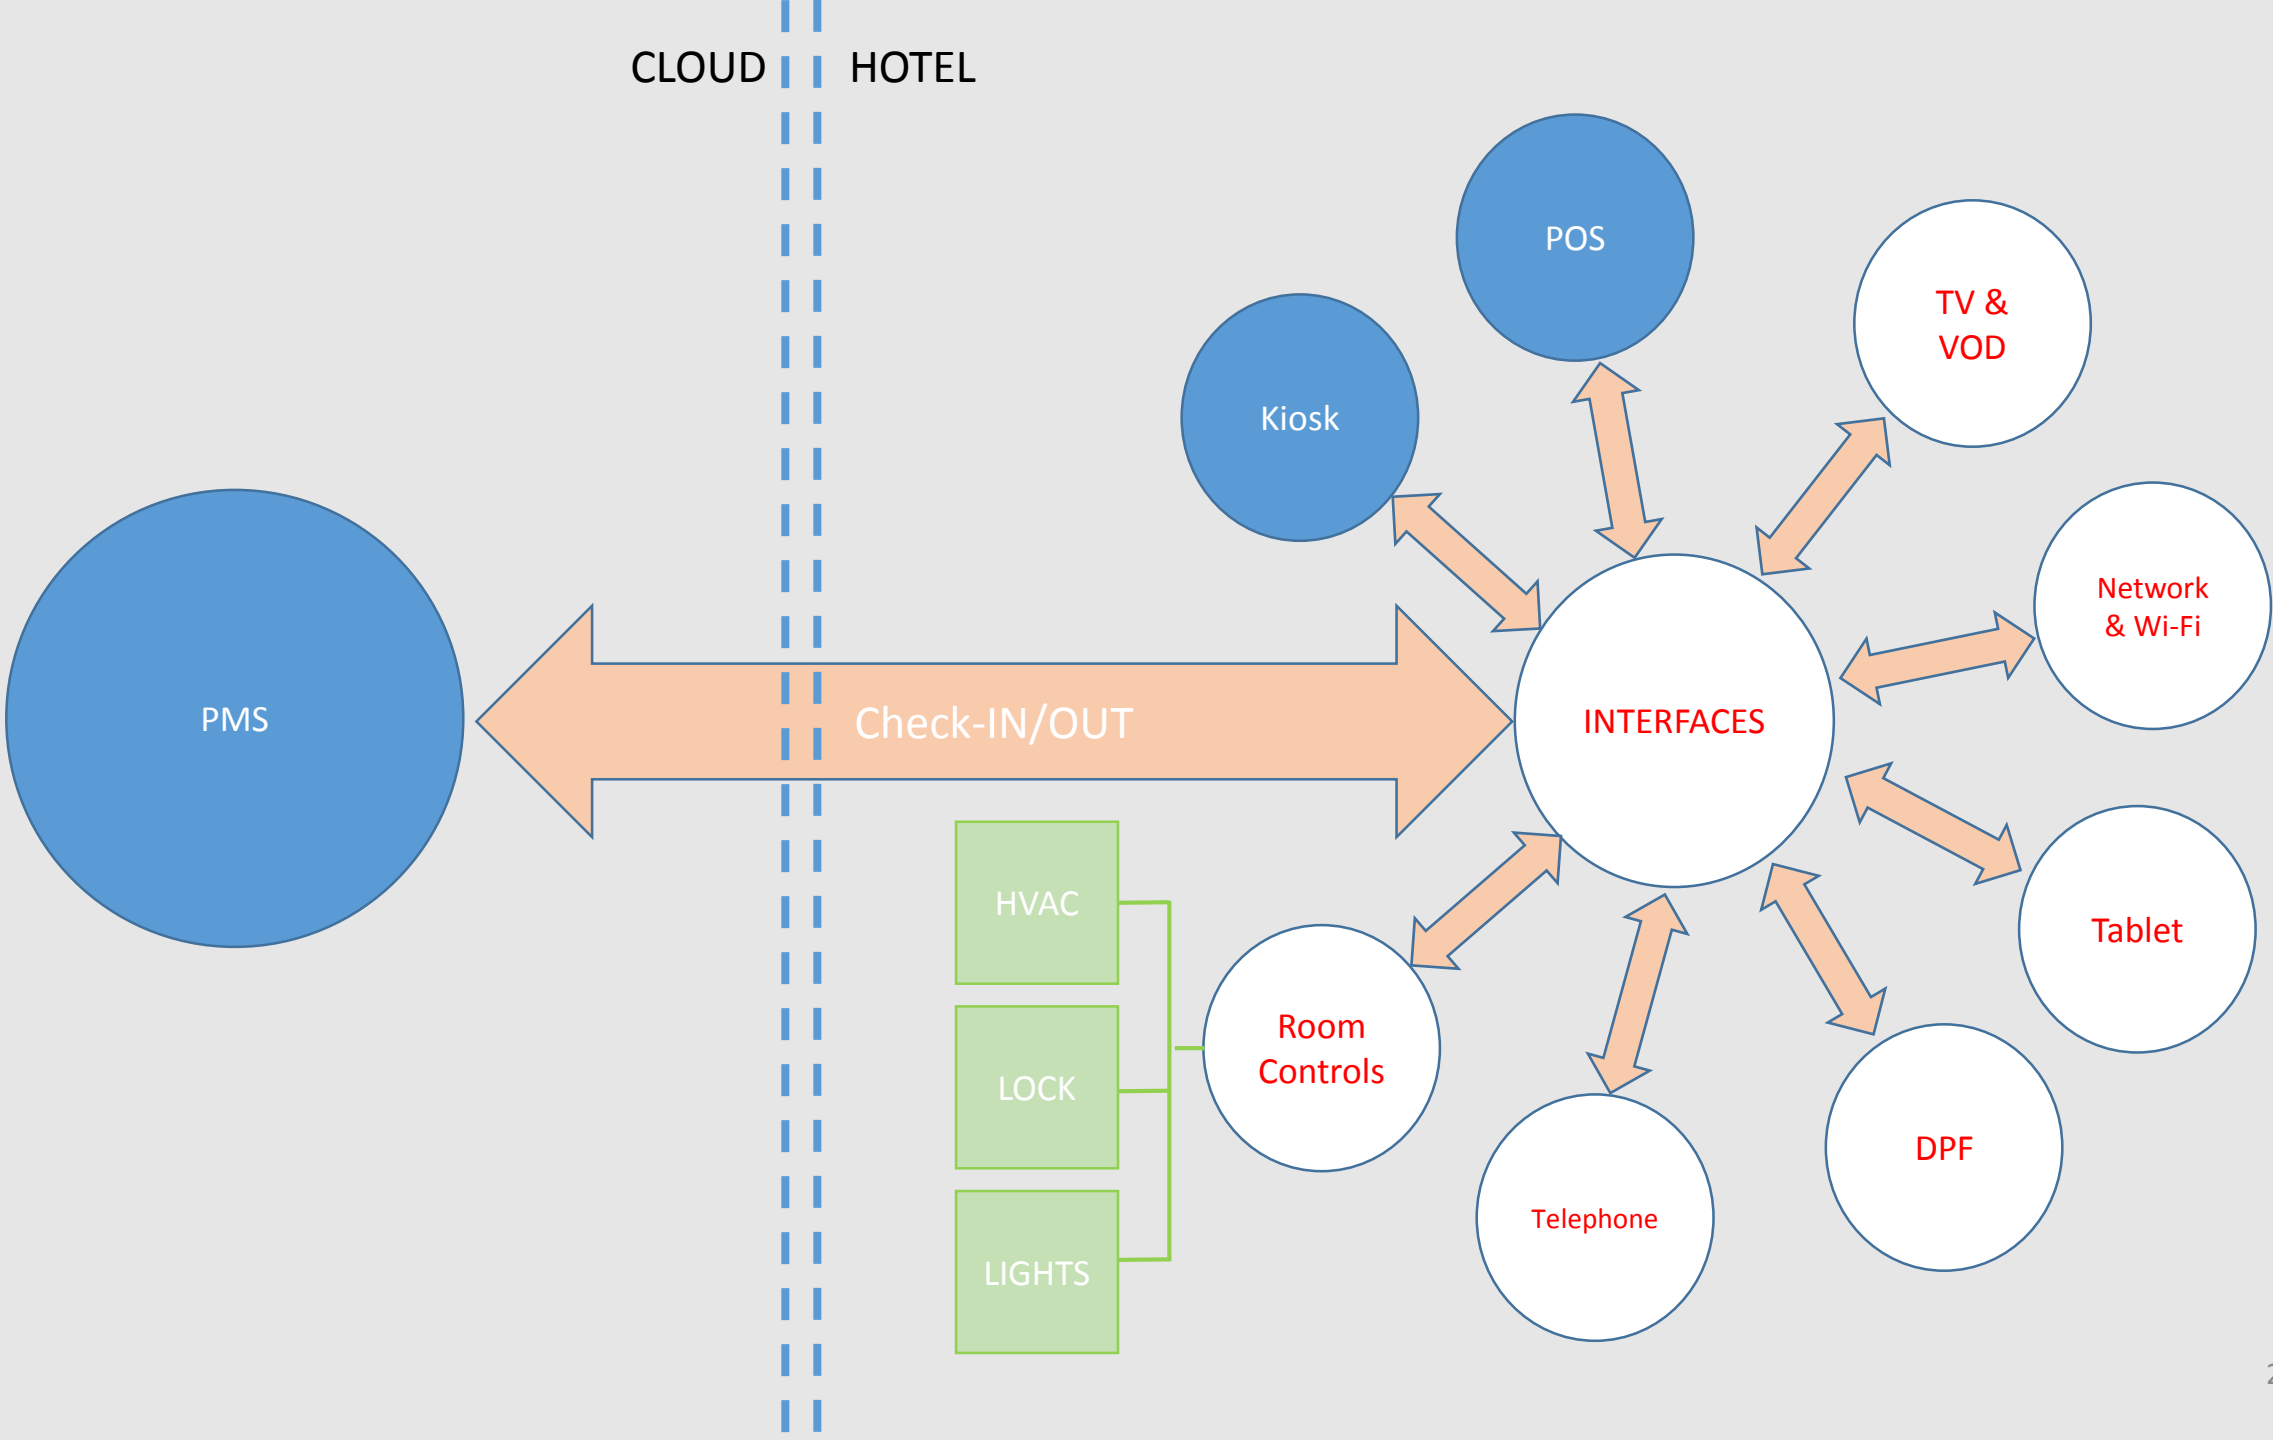 CLOUD
HOTEL
POS
TV &
VOD
Kiosk
Network
& Wi-Fi
PMS
Check-IN/OUT
INTERFACES
HVAC
Tablet
Room
Controls
LOCK
DPF
Telephone
LIGHTS